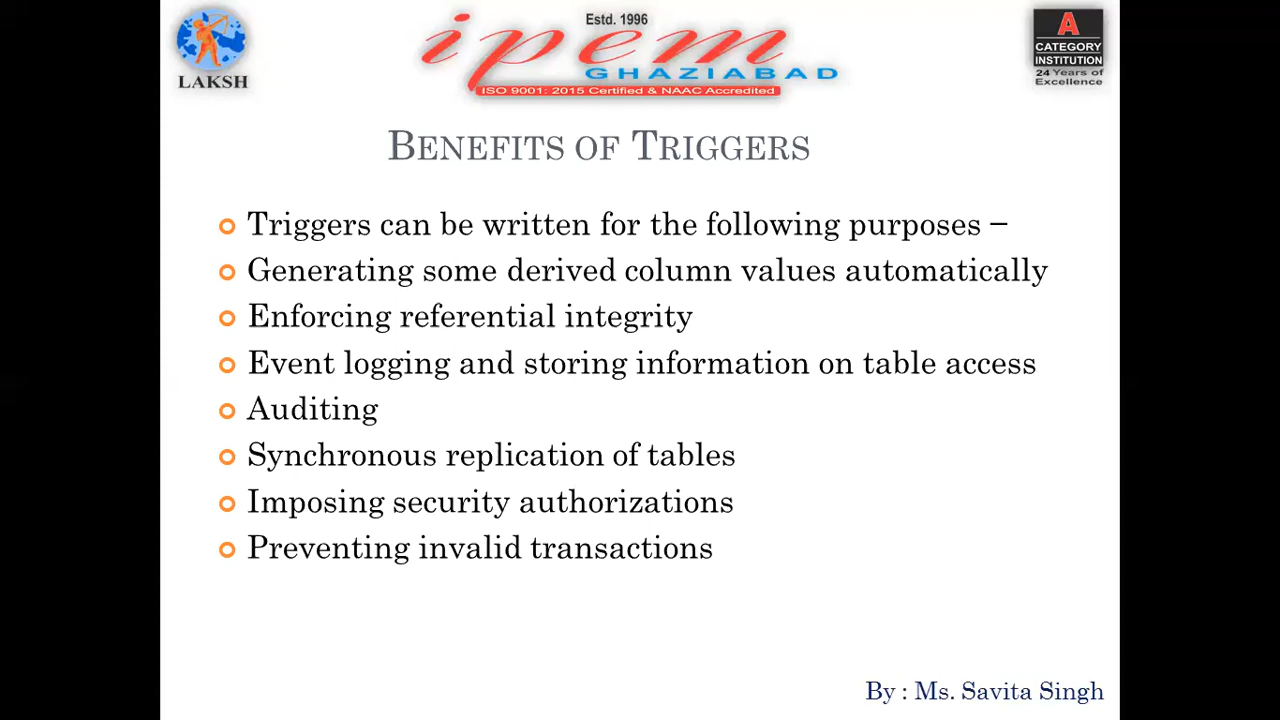 Estd. 1996
LAKSH
ipem
GHAZIABAD
ISO 9001: 2015 Certified & NAAC Accredited
A
CATEGORY
INSTITUTION
24 Years of
Excellence
BENEFITS OF TRIGGERS
Triggers can be written for the following purposes −
Generating some derived column values automatically
Enforcing referential integrity
Event logging and storing information on table access
Auditing
Synchronous replication of tables
Imposing security authorizations
Preventing invalid transactions
By : Ms. Savita Singh